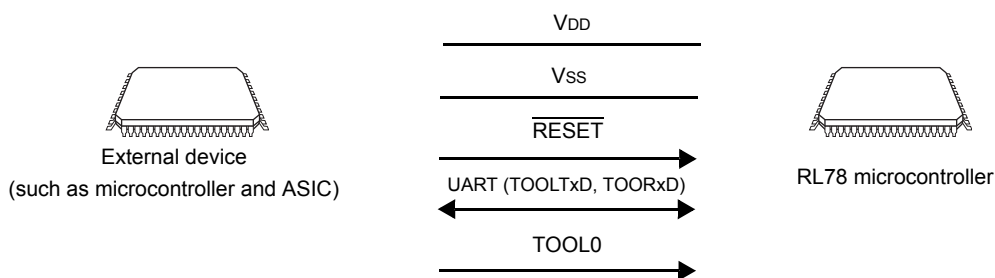 VDD
VSS
RESET
External device
(such as microcontroller and ASIC)
UART (TOOLTxD, TOORxD)
RL78 microcontroller
TOOL0